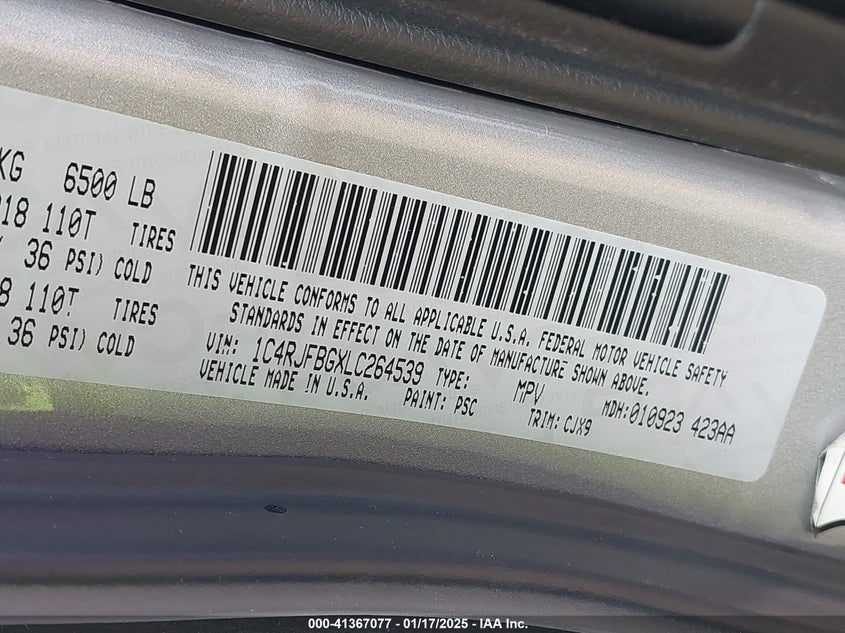 KG 6500 LB
18 110T TIRES
36 PSI) COLD
8 110T TIRES
36 PSI) COLD
THIS VEHICLE CONFORMS TO ALL APPLICABLE U.S.A. FEDERAL MOTOR VEHICLE SAFETY
STANDARDS IN EFFECT ON THE DATE OF MANUFACTURE SHOWN ABOVE.
VIN: 1C4RJFBGXLC264539 TYPE: MPV MDH:010923 423AA
VEHICLE MADE IN U.S.A. PAINT: PSC TRIM:CJX9
000-41367077 — 01/17/2025 — IAA Inc.